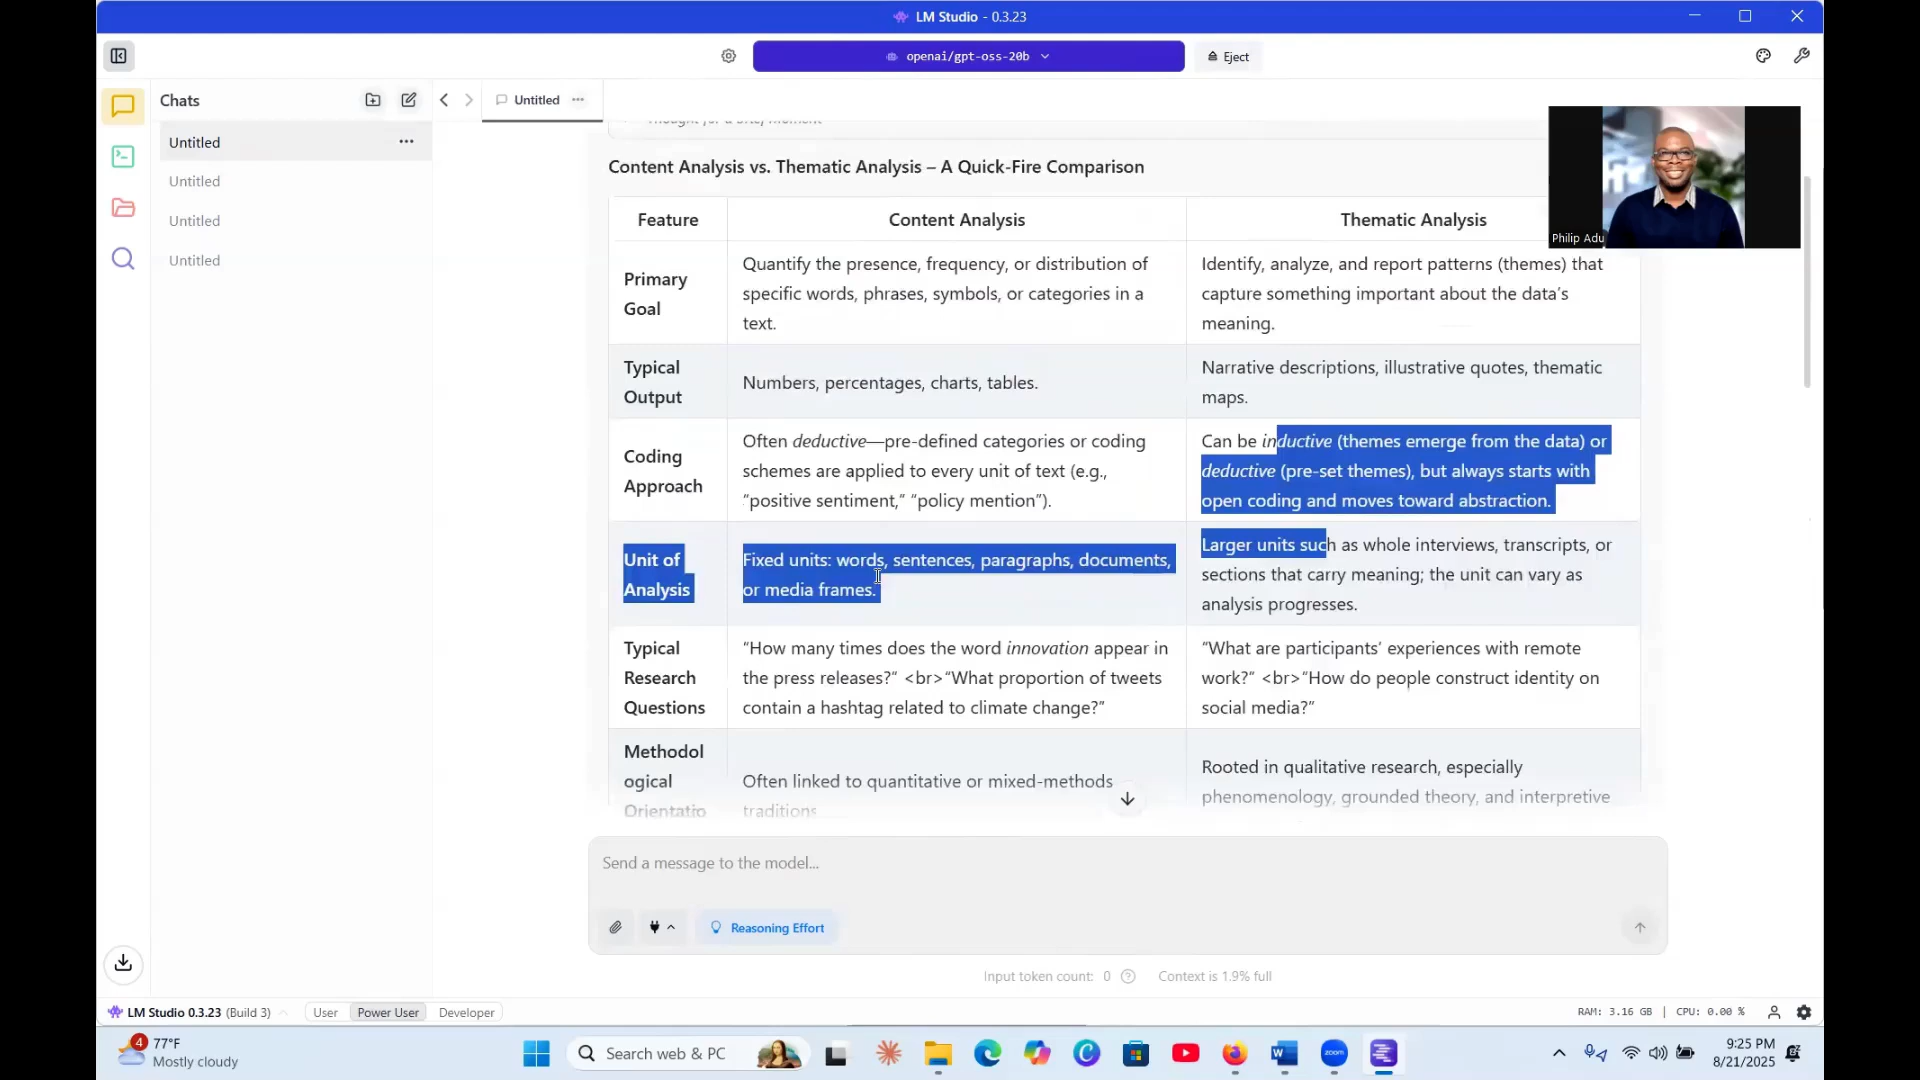 LM Studio - 0.3.23
openai/gpt-oss-20b
Eject
Chats
Untitled
Untitled
Untitled
Untitled
Untitled
Thought for a brief moment
Content Analysis vs. Thematic Analysis – A Quick-Fire Comparison
Philip Adu
Feature
Content Analysis
Thematic Analysis
Primary
Goal
Quantify the presence, frequency, or distribution of
specific words, phrases, symbols, or categories in a
text.
Identify, analyze, and report patterns (themes) that
capture something important about the data’s
meaning.
Typical
Output
Numbers, percentages, charts, tables.
Narrative descriptions, illustrative quotes, thematic
maps.
Coding
Approach
Often deductive—pre-defined categories or coding
schemes are applied to every unit of text (e.g.,
“positive sentiment,” “policy mention”).
Can be inductive (themes emerge from the data) or
deductive (pre-set themes), but always starts with
open coding and moves toward abstraction.
Unit of
Analysis
Fixed units: words, sentences, paragraphs, documents,
or media frames.
Larger units such as whole interviews, transcripts, or
sections that carry meaning; the unit can vary as
analysis progresses.
Typical
Research
Questions
“How many times does the word innovation appear in
the press releases?” <br>“What proportion of tweets
contain a hashtag related to climate change?”
“What are participants’ experiences with remote
work?” <br>“How do people construct identity on
social media?”
Methodol
ogical
Orientatio
Often linked to quantitative or mixed-methods
traditions
Rooted in qualitative research, especially
phenomenology, grounded theory, and interpretive
Send a message to the model...
Reasoning Effort
Input token count: 0
Context is 1.9% full
LM Studio 0.3.23 (Build 3)
User
Power User
Developer
RAM: 3.16 GB | CPU: 0.00 %
4
77°F
Mostly cloudy
Search web & PC
zoom
9:25 PM
8/21/2025